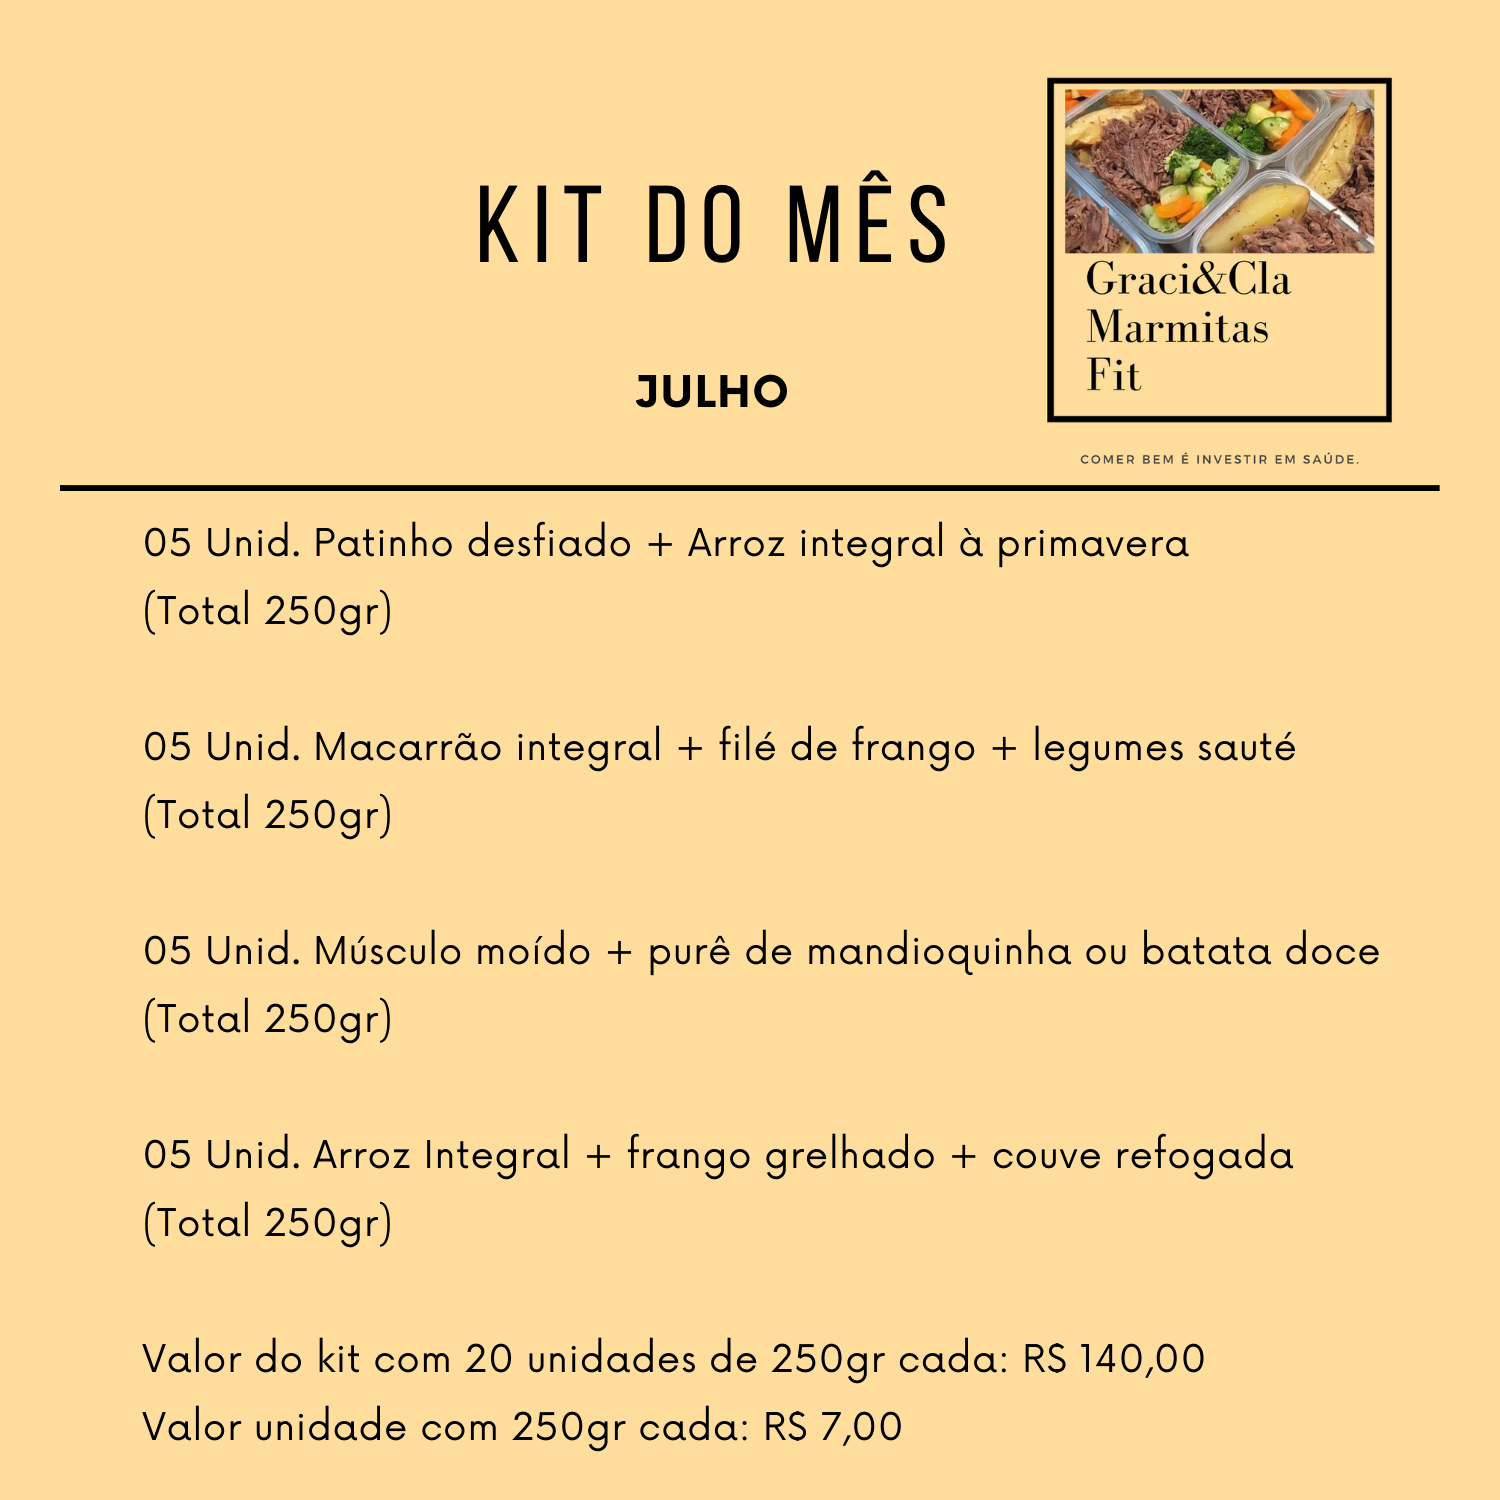 KIT DO MÊS
JULHO
Graci&Cla
Marmitas
Fit
COMER BEM É INVESTIR EM SAÚDE.
05 Unid. Patinho desfiado + Arroz integral à primavera
(Total 250gr)
05 Unid. Macarrão integral + filé de frango + legumes sauté
(Total 250gr)
05 Unid. Músculo moído + purê de mandioquinha ou batata doce
(Total 250gr)
05 Unid. Arroz Integral + frango grelhado + couve refogada
(Total 250gr)
Valor do kit com 20 unidades de 250gr cada: R$ 140,00
Valor unidade com 250gr cada: R$ 7,00